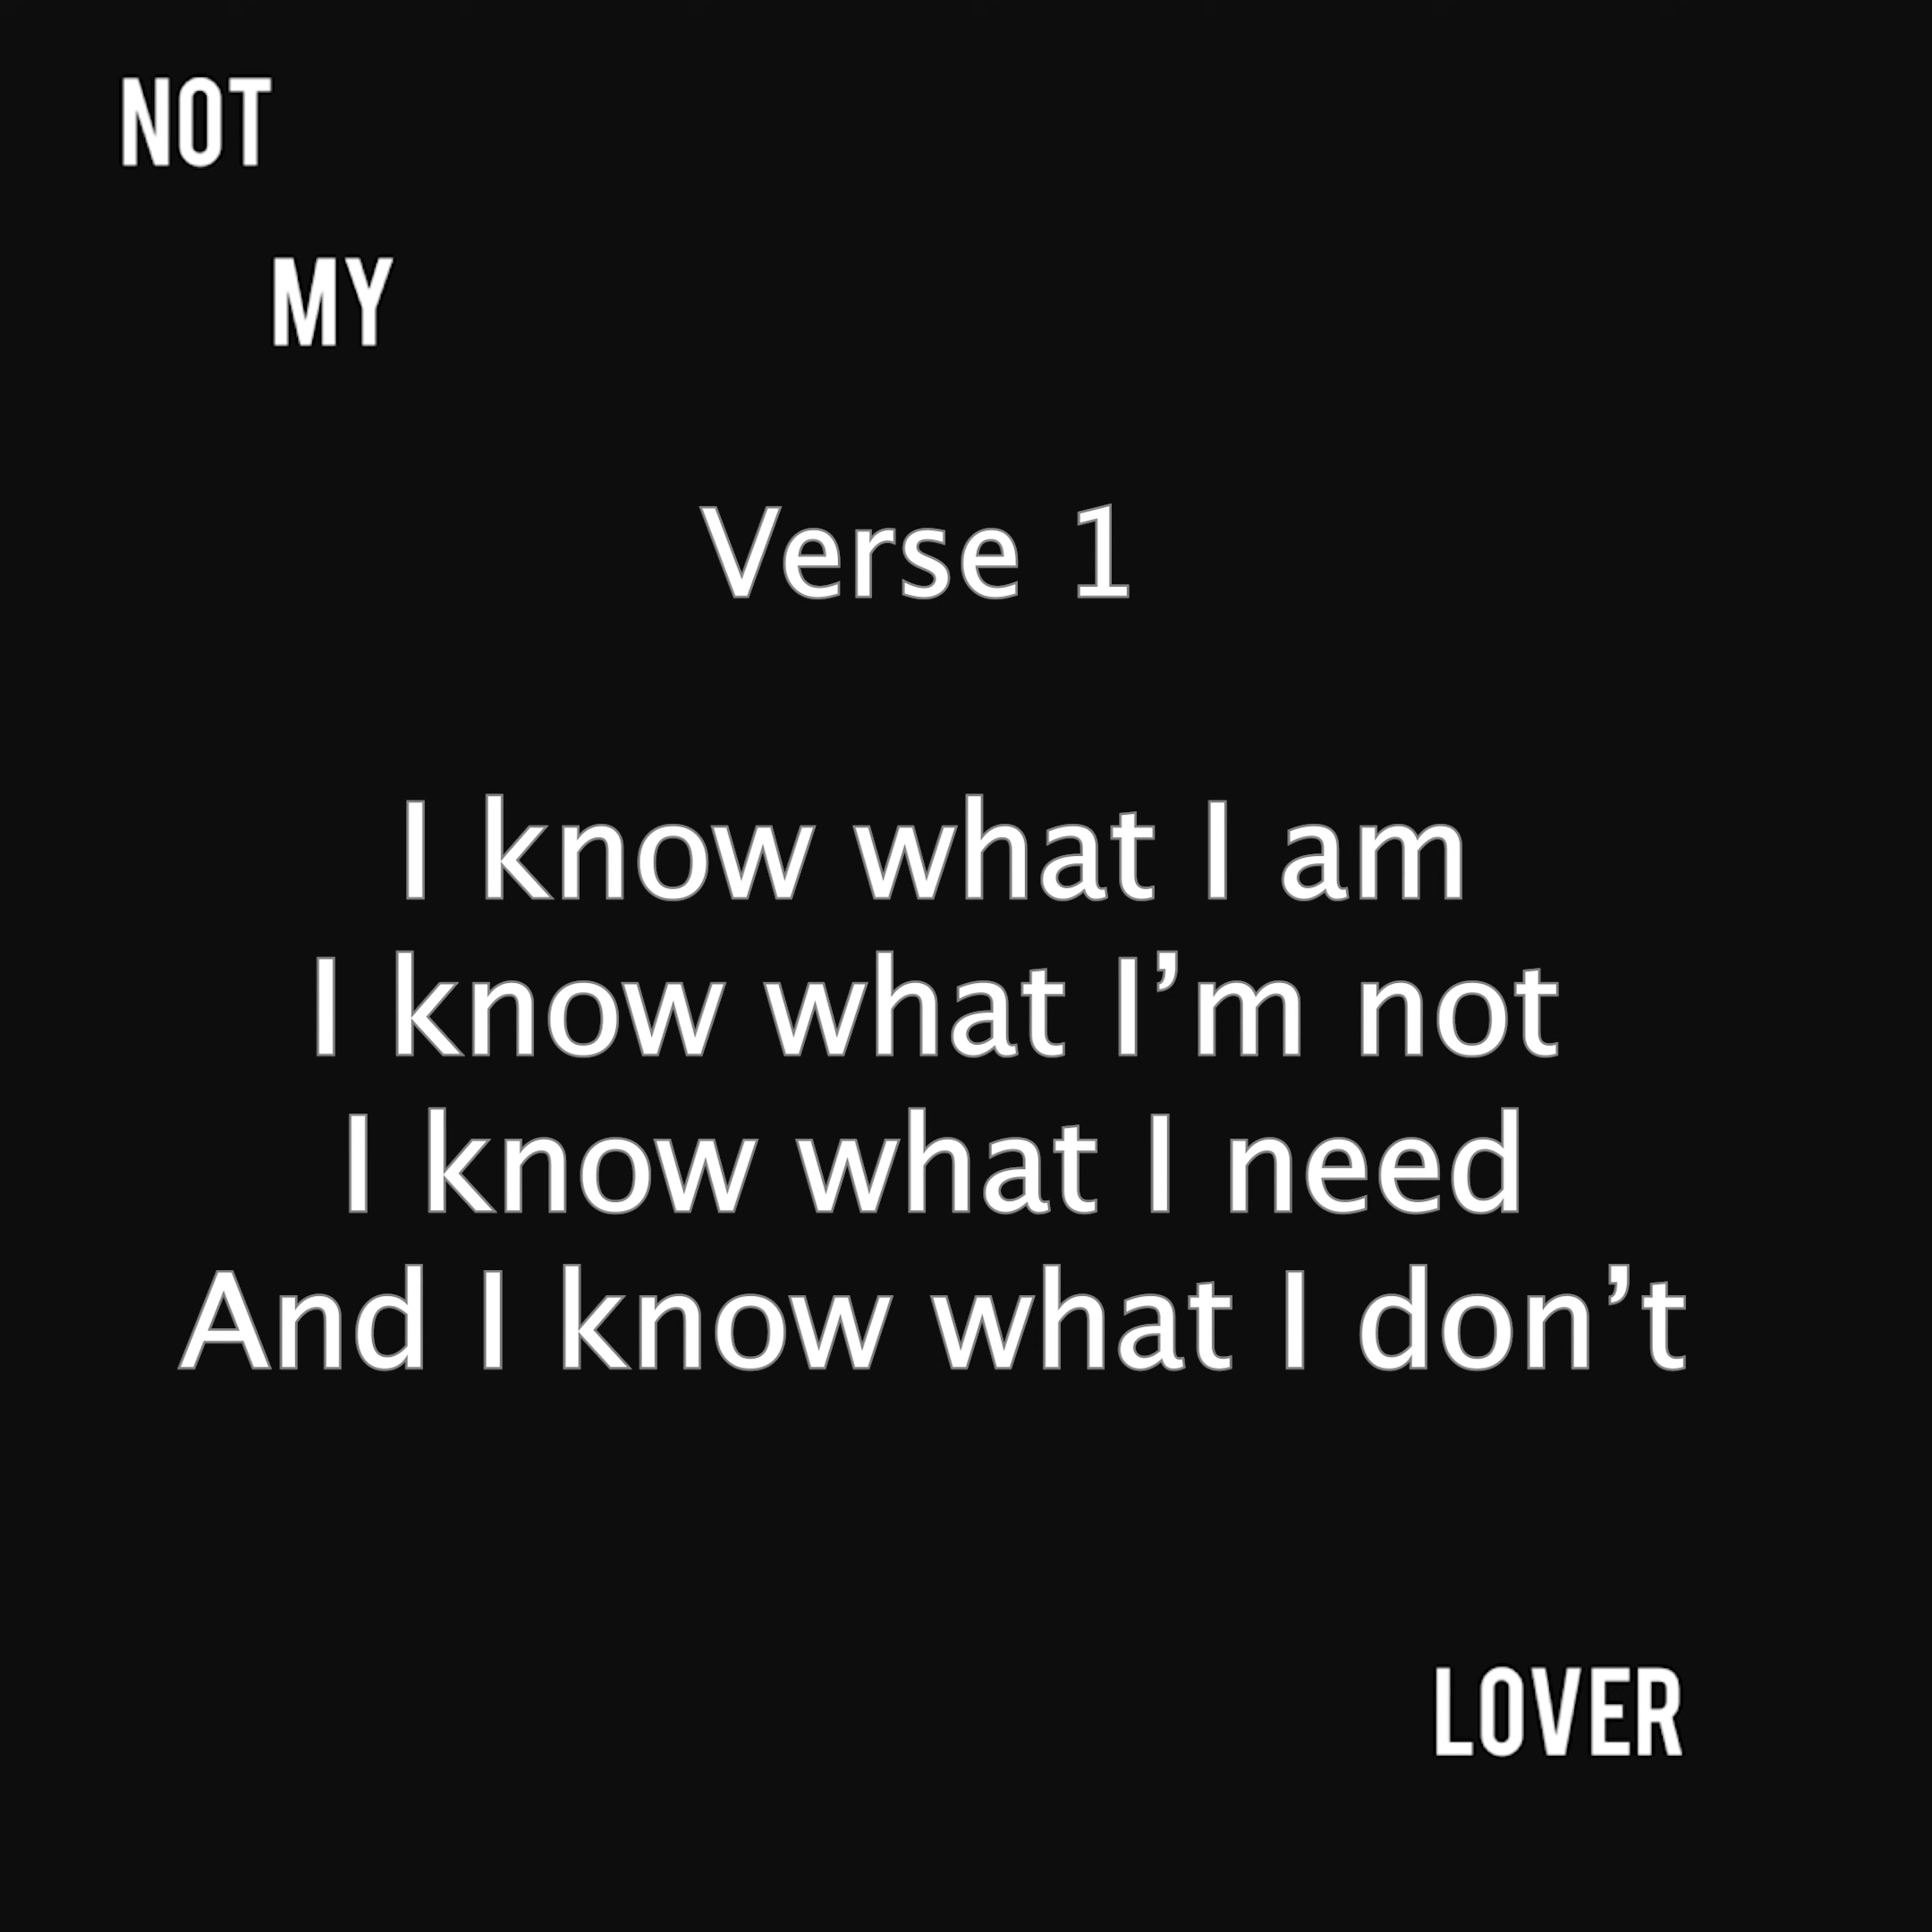 NOT
MY
Verse 1
I know what I am
I know what I’m not
I know what I need
And I know what I don’t
LOVER